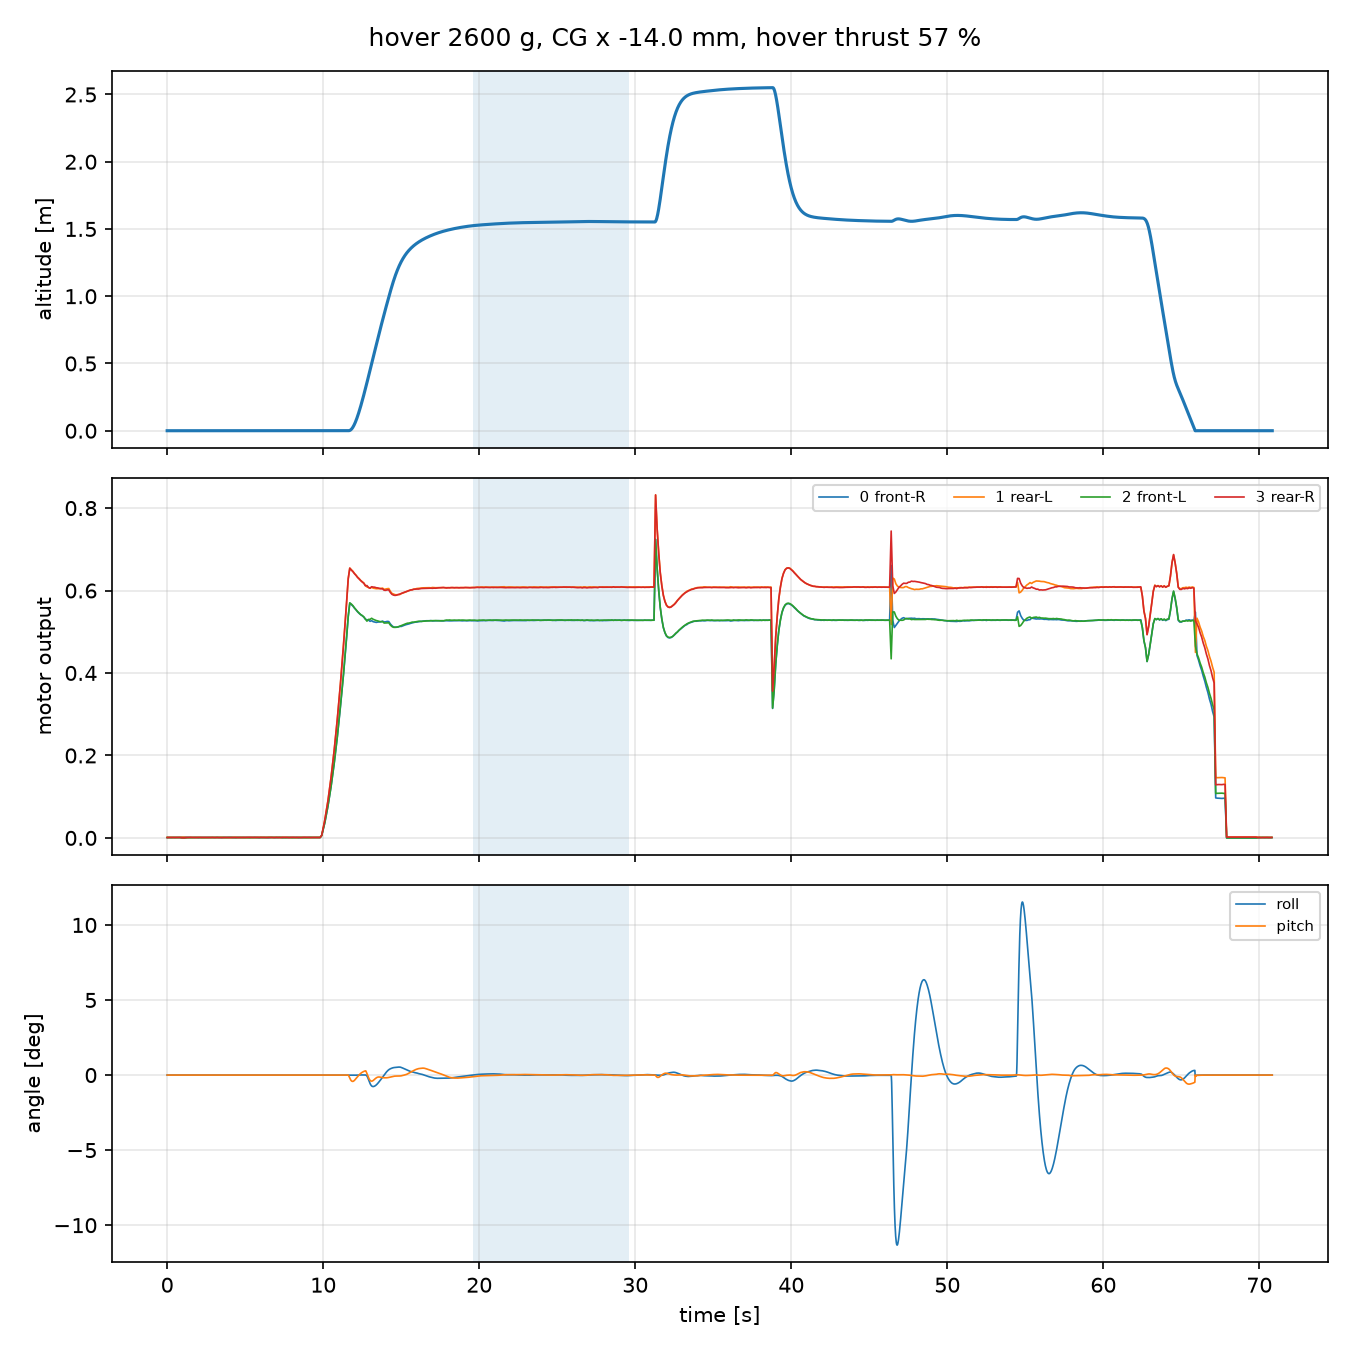 hover 2600 g, CG x -14.0 mm, hover thrust 57 %
2.5
2.0
1.5
1.0
0.5
0.0
altitude [m]
0 front-R 1 rear-L 2 front-L 3 rear-R
0.8
0.6
0.4
0.2
0.0
motor output
roll
pitch
10
5
0
−5
−10
angle [deg]
0 10 20 30 40 50 60 70
time [s]